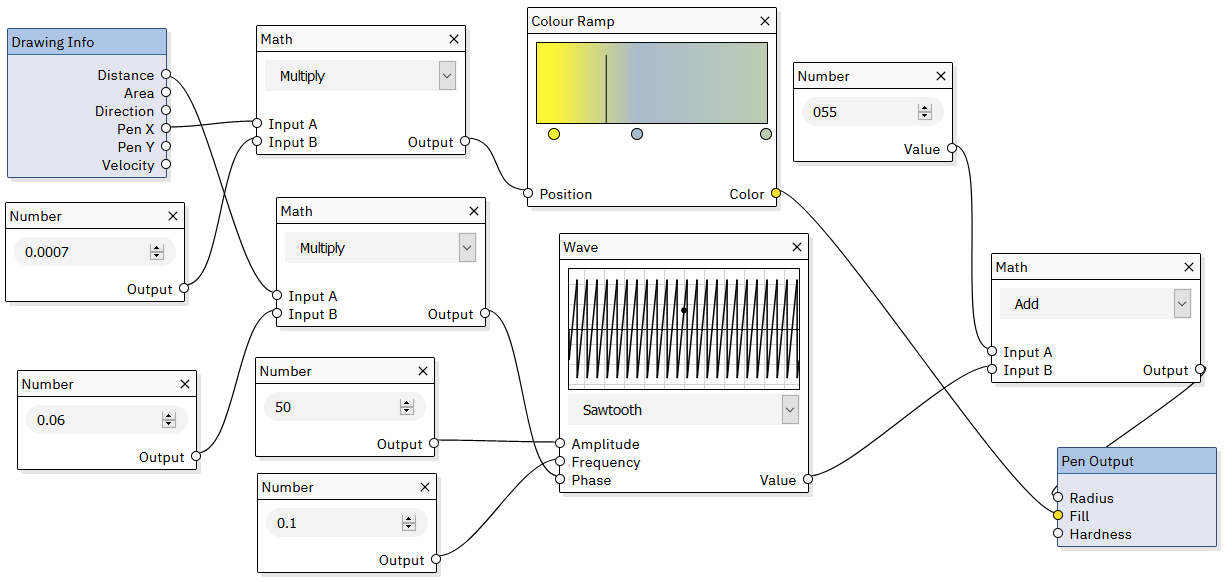 Drawing Info
Distance
Area
Direction
Pen X
Pen Y
Velocity
Number
0.0007
Output
Number
0.06
Output
Math
Multiply
Input A
Input B
Output
Math
Multiply
Input A
Input B
Output
Number
50
Output
Number
0.1
Output
Colour Ramp
Position
Color
Wave
Sawtooth
Amplitude
Frequency
Phase
Value
Number
055
Value
Math
Add
Input A
Input B
Output
Pen Output
Radius
Fill
Hardness